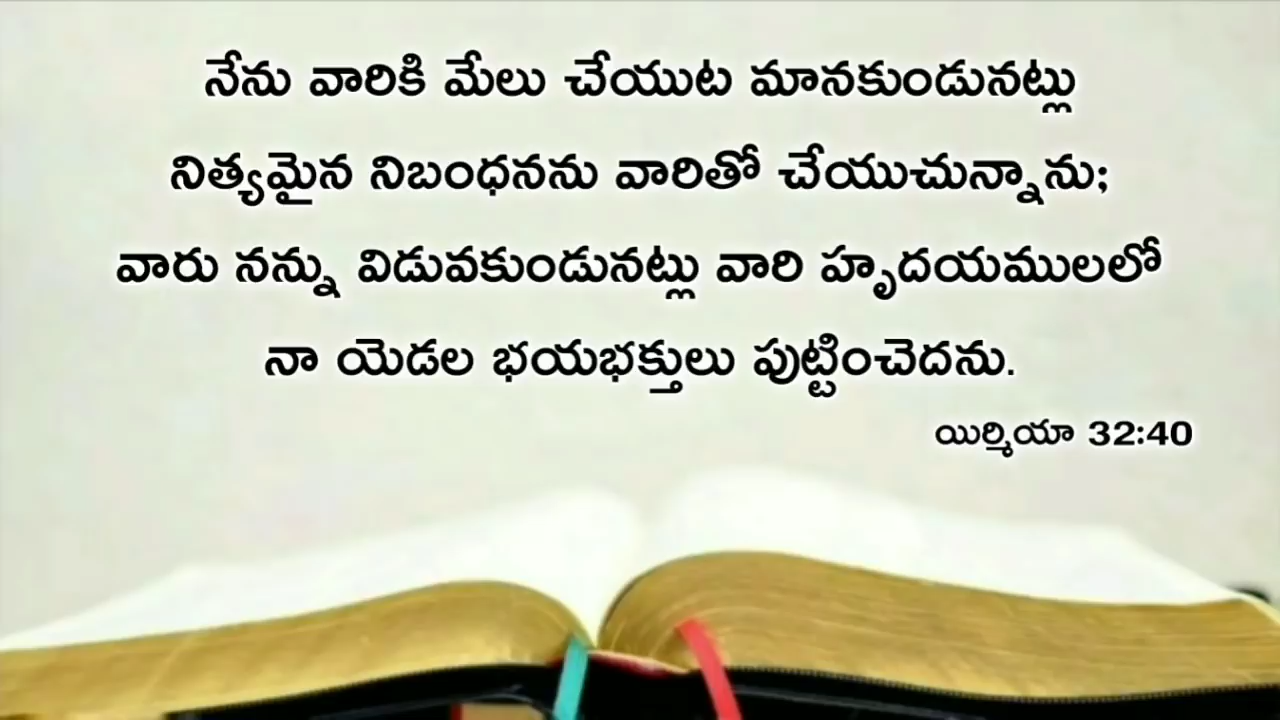 నేను వారికి మేలు చేయుట మానకుండునట్లు
నిత్యమైన నిబంధనను వారితో చేయుచున్నాను;
వారు నన్ను విడువకుండునట్లు వారి హృదయములలో
నా యెడల భయభక్తులు పుట్టించెదను.
యిర్మియా 32:40